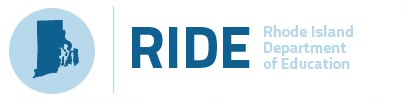 RIDE
Rhode Island
Department
of Education